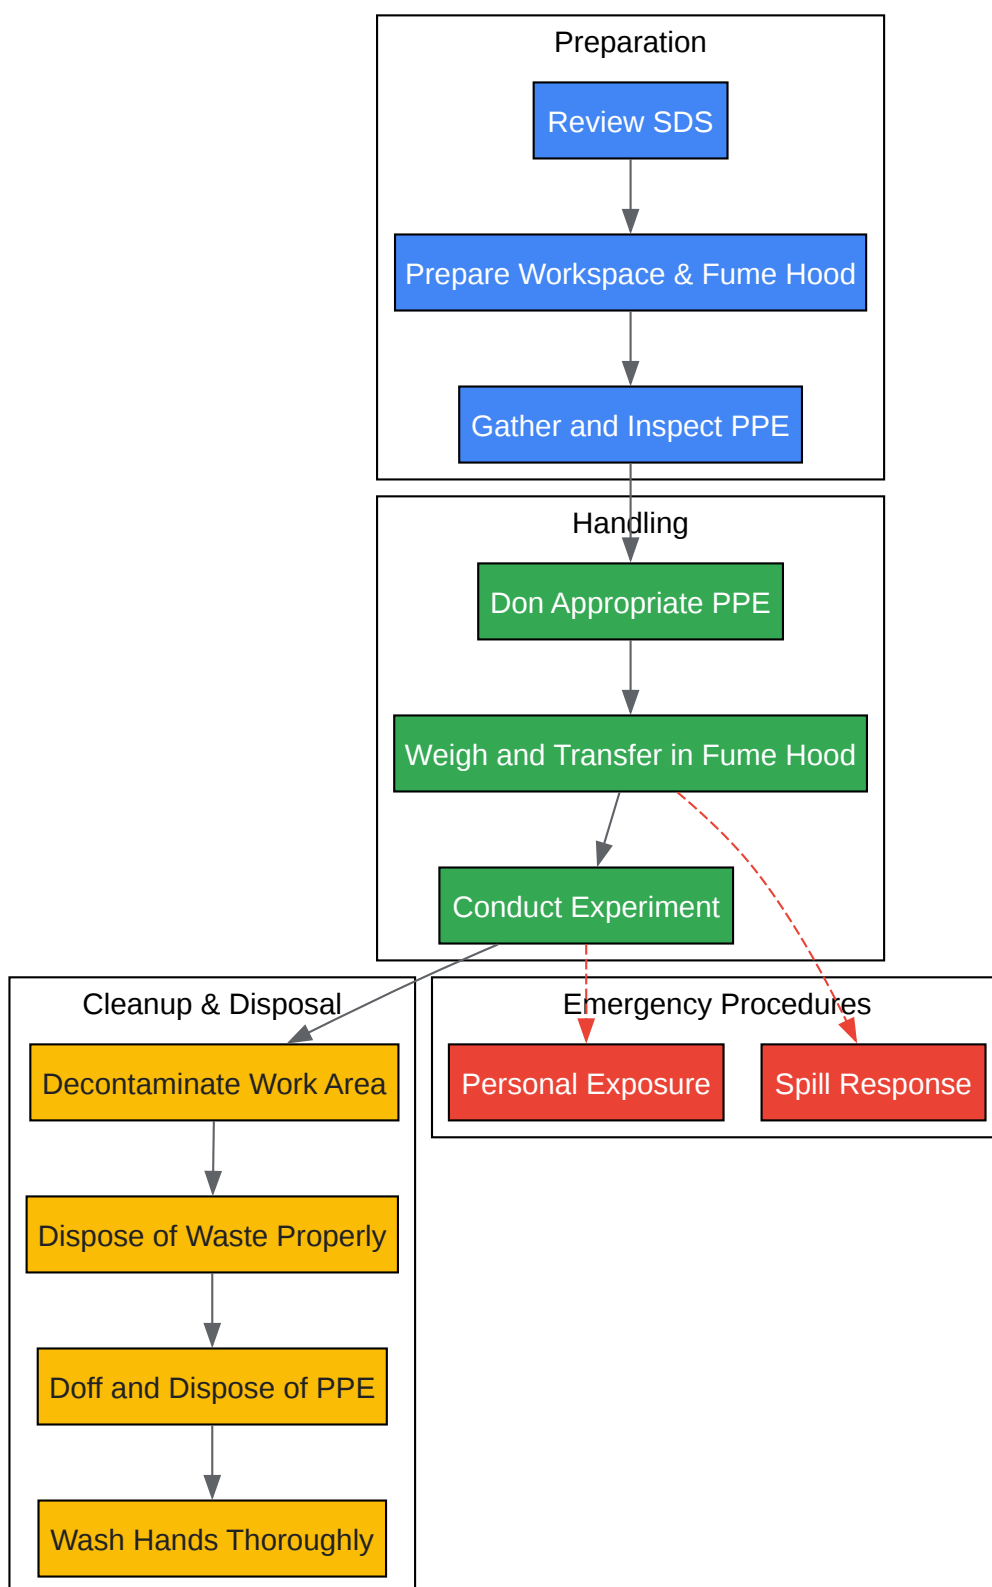 Preparation
Review SDS
Prepare Workspace & Fume Hood
Gather and Inspect PPE
Handling
Don Appropriate PPE
Weigh and Transfer in Fume Hood
Conduct Experiment
Cleanup & Disposal
Decontaminate Work Area
Dispose of Waste Properly
Doff and Dispose of PPE
Wash Hands Thoroughly
Emergency Procedures
Personal Exposure
Spill Response